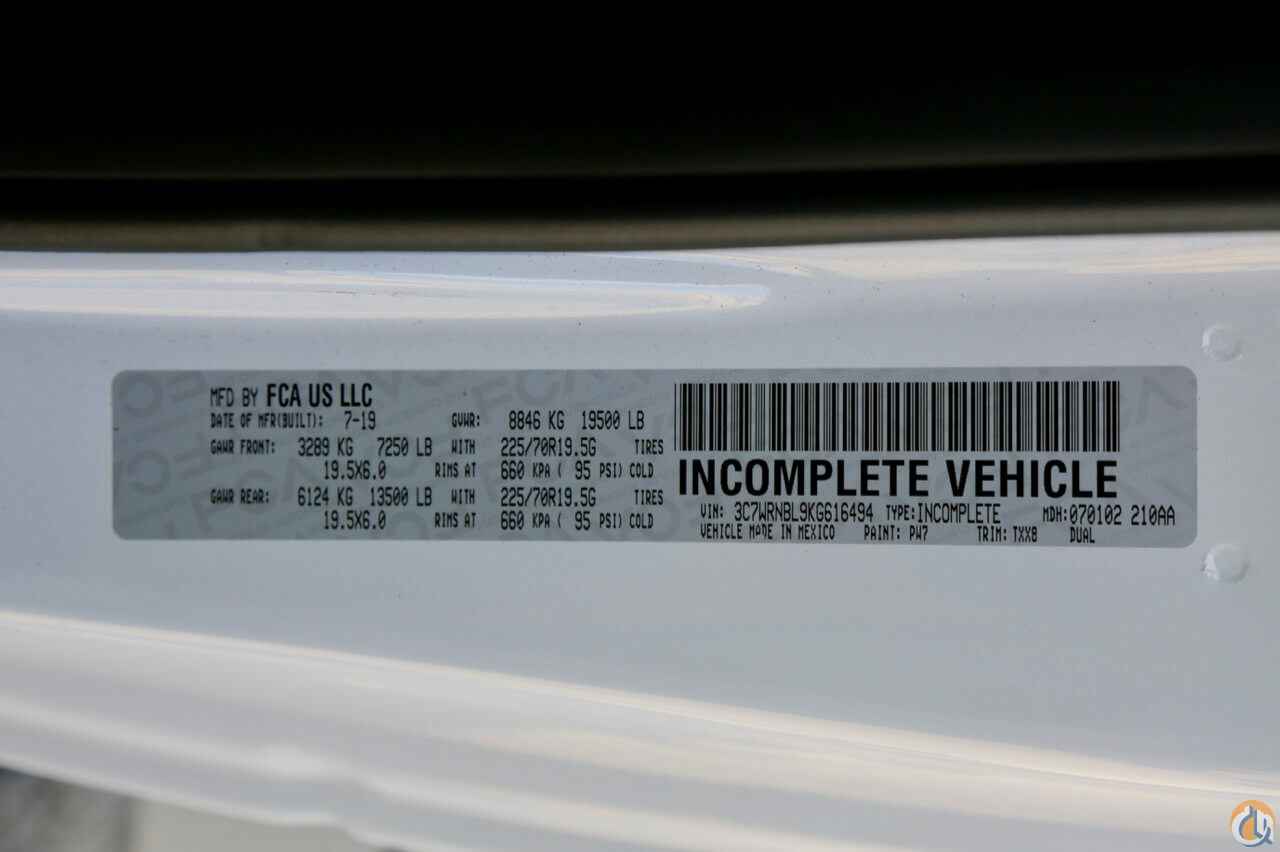 MFD BY FCA US LLC
DATE OF MFR(BUILT): 7-19 GVWR: 8846 KG 19500 LB
GAWR FRONT: 3289 KG 7250 LB WITH 225/70R19.5G TIRES
19.5X6.0 RIMS AT 660 KPA ( 95 PSI) COLD
GAWR REAR: 6124 KG 13500 LB WITH 225/70R19.5G TIRES
19.5X6.0 RIMS AT 660 KPA ( 95 PSI) COLD
INCOMPLETE VEHICLE
VIN: 3C7WRNBL9KG616494 TYPE:INCOMPLETE MDH:070102 210AA
VEHICLE MADE IN MEXICO PAINT: PW7 TRIM: TXX8 DUAL